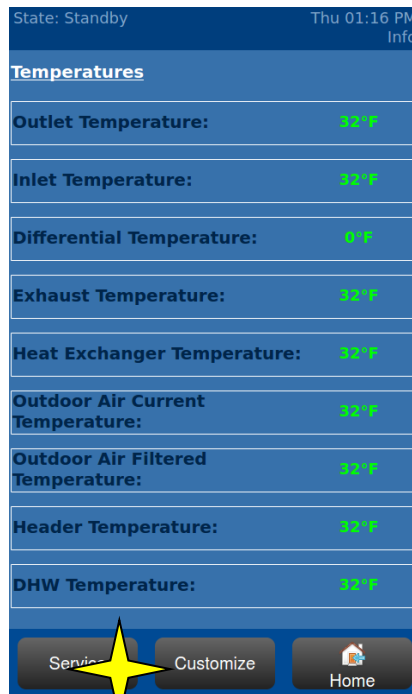 State: Standby Thu 01:16 PM
Info
Temperatures
Outlet Temperature: 32°F
Inlet Temperature: 32°F
Differential Temperature: 0°F
Exhaust Temperature: 32°F
Heat Exchanger Temperature: 32°F
Outdoor Air Current
Temperature: 32°F
Outdoor Air Filtered
Temperature: 32°F
Header Temperature: 32°F
DHW Temperature: 32°F
Customize
Home